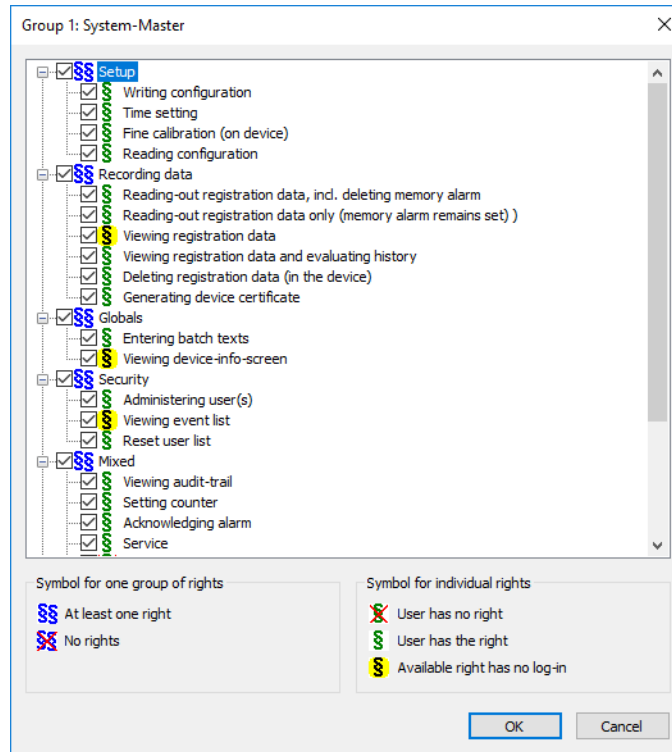 Group 1: System-Master
§§ Setup
§ Writing configuration
§ Time setting
§ Fine calibration (on device)
§ Reading configuration
§§ Recording data
§ Reading-out registration data, incl. deleting memory alarm
§ Reading-out registration data only (memory alarm remains set) )
§ Viewing registration data
§ Viewing registration data and evaluating history
§ Deleting registration data (in the device)
§ Generating device certificate
§§ Globals
§ Entering batch texts
§ Viewing device-info-screen
§§ Security
§ Administering user(s)
§ Viewing event list
§ Reset user list
§§ Mixed
§ Viewing audit-trail
§ Setting counter
§ Acknowledging alarm
§ Service
Symbol for one group of rights
§§ At least one right
§§ No rights
Symbol for individual rights
§ User has no right
§ User has the right
§ Available right has no log-in
OK
Cancel